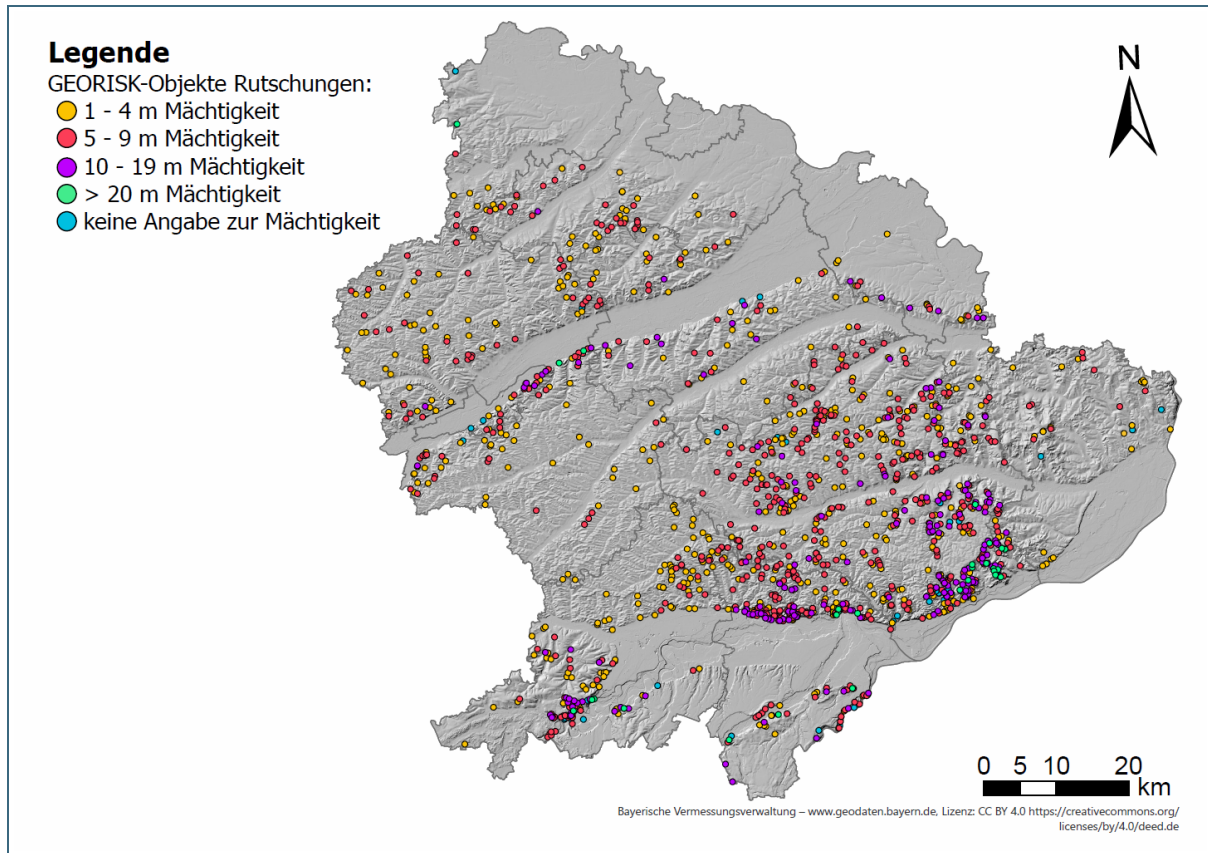 Legende
GEORISK-Objekte Rutschungen:
1 - 4 m Mächtigkeit
5 - 9 m Mächtigkeit
10 - 19 m Mächtigkeit
> 20 m Mächtigkeit
keine Angabe zur Mächtigkeit
N
0 5 10 20
km
Bayerische Vermessungsverwaltung – www.geodaten.bayern.de, Lizenz: CC BY 4.0 https://creativecommons.org/
licenses/by/4.0/deed.de